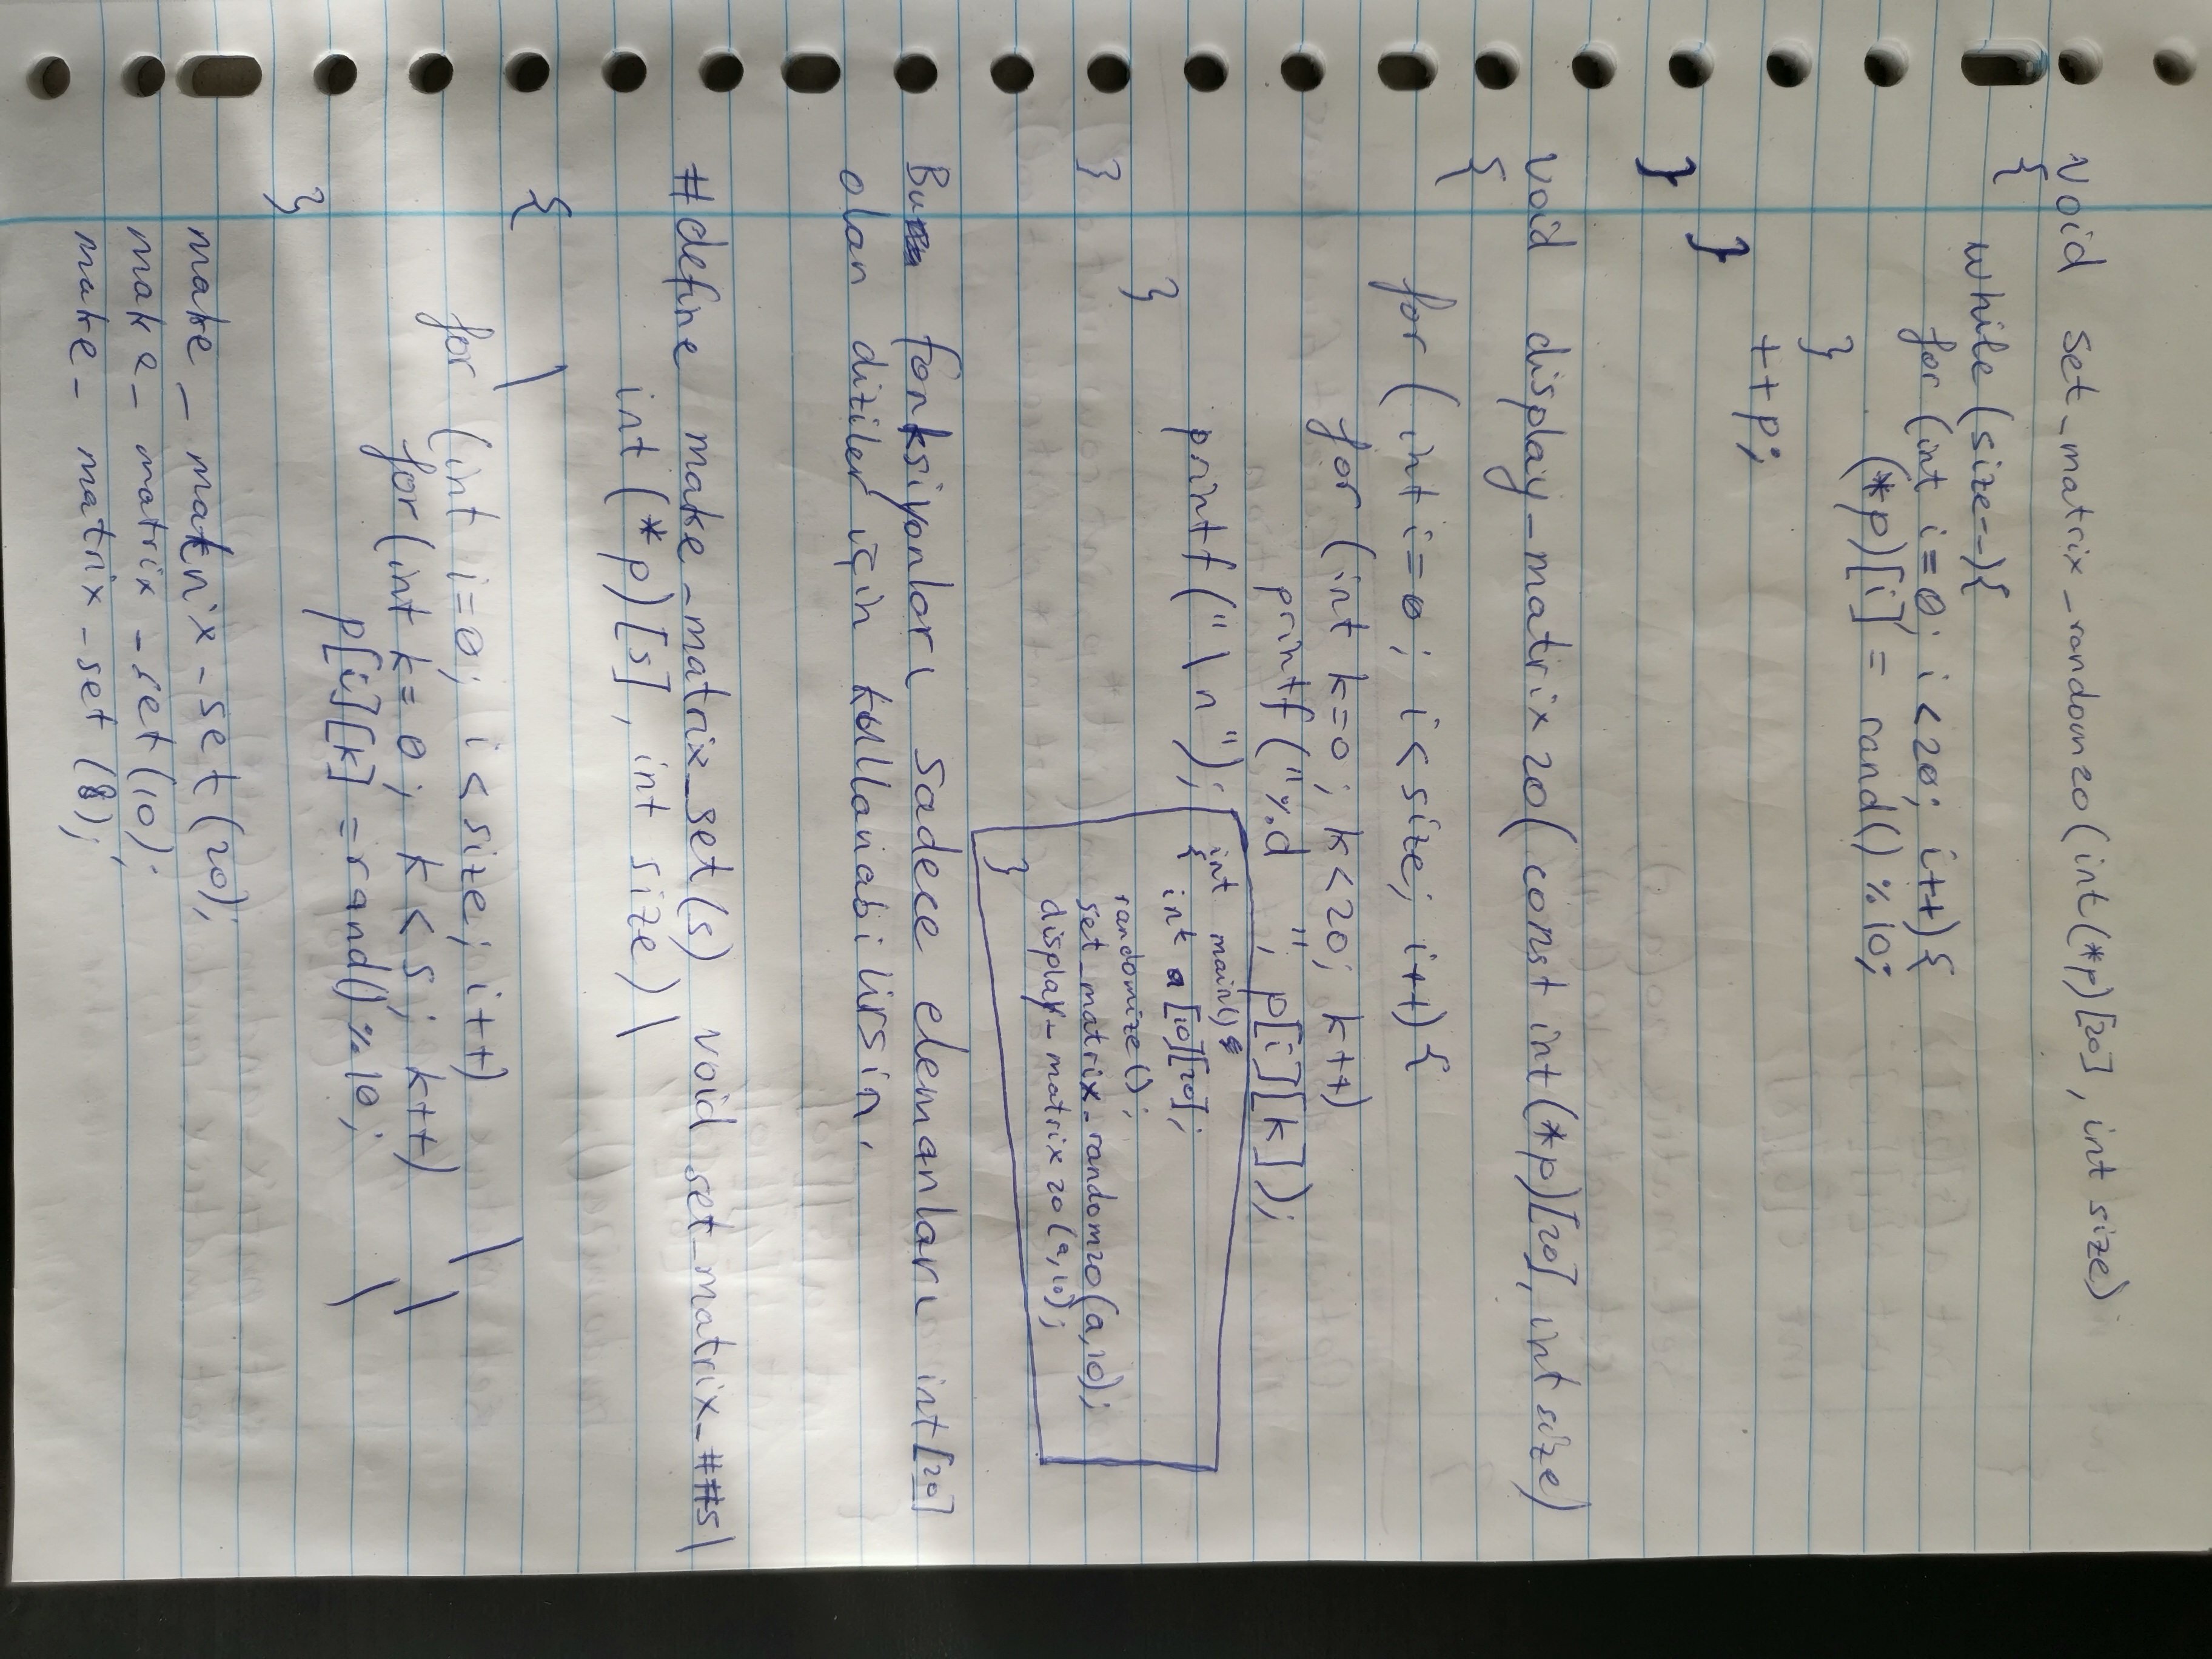 void set_matrix_random20(int(*p)[20], int size)
{
while (size--){
for (int i=0; i<20; i++){
(*p)[i] = rand() % 10;
}
++p;
}
}
void display_matrix20(const int(*p)[20], int size)
{
for (int i=0; i<size; i++){
for (int k=0; k<20; k++)
printf("%d ", p[i][k]);
printf("\n");
}
}
int main()
{
int a[10][20];
randomize();
set_matrix_random20(a,10);
display_matrix20(a,10);
}
Bu fonksiyonları sadece elemanları int[20]
olan diziler için kullanabilirsin.
#define make_matrix_set(s) void set_matrix_##s\
int (*p)[s], int size) \
{ \
for (int i=0; i<size; i++) \
for(int k=0; k<s; k++) \
p[i][k] = rand() % 10; \
}
make_matrix_set(20);
make_matrix_set(10);
make_matrix_set(8);